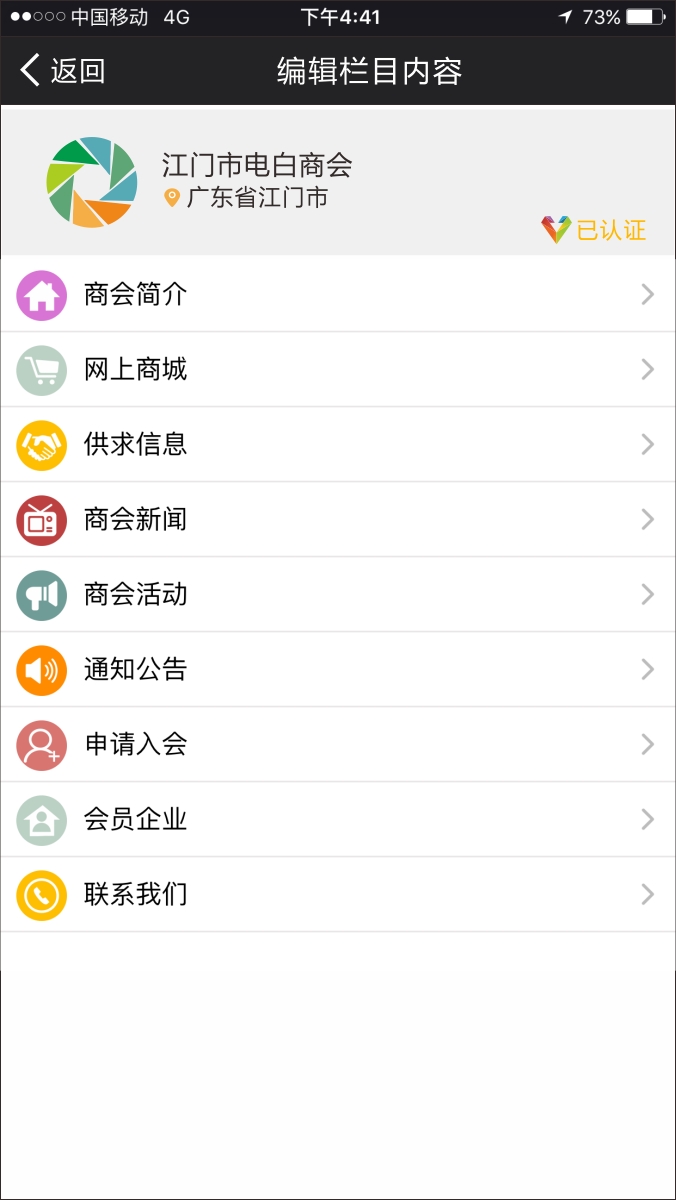 中国移动 4G 下午4:41 73%
返回 编辑栏目内容
江门市电白商会
广东省江门市
已认证
商会简介
网上商城
供求信息
商会新闻
商会活动
通知公告
申请入会
会员企业
联系我们